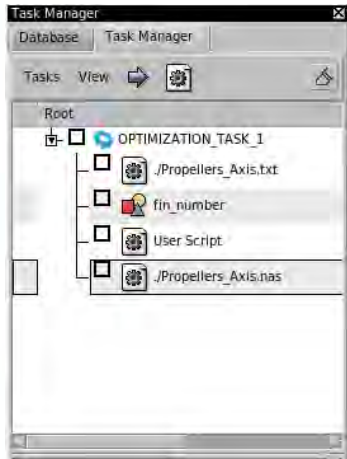 Task Manager
Database Task Manager
Tasks View
Root
OPTIMIZATION_TASK_1
./Propellers_Axis.txt
fin_number
User Script
./Propellers_Axis.nas